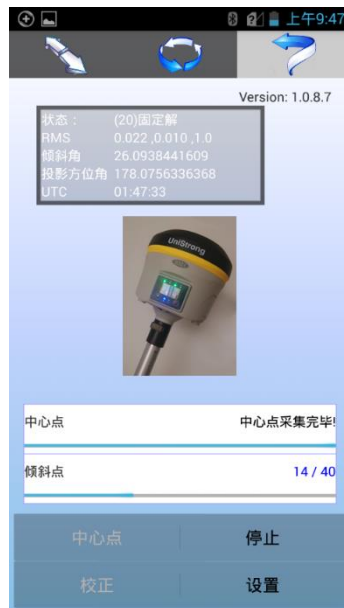 上午9:47
Version: 1.0.8.7
状态： (20)固定解
RMS 0.022 ,0.010 ,1.0
倾斜角 26.0938441609
投影方位角 178.0756336368
UTC 01:47:33
UniStrong
中心点 中心点采集完毕!
倾斜点 14 / 40
中心点 停止
校正 设置